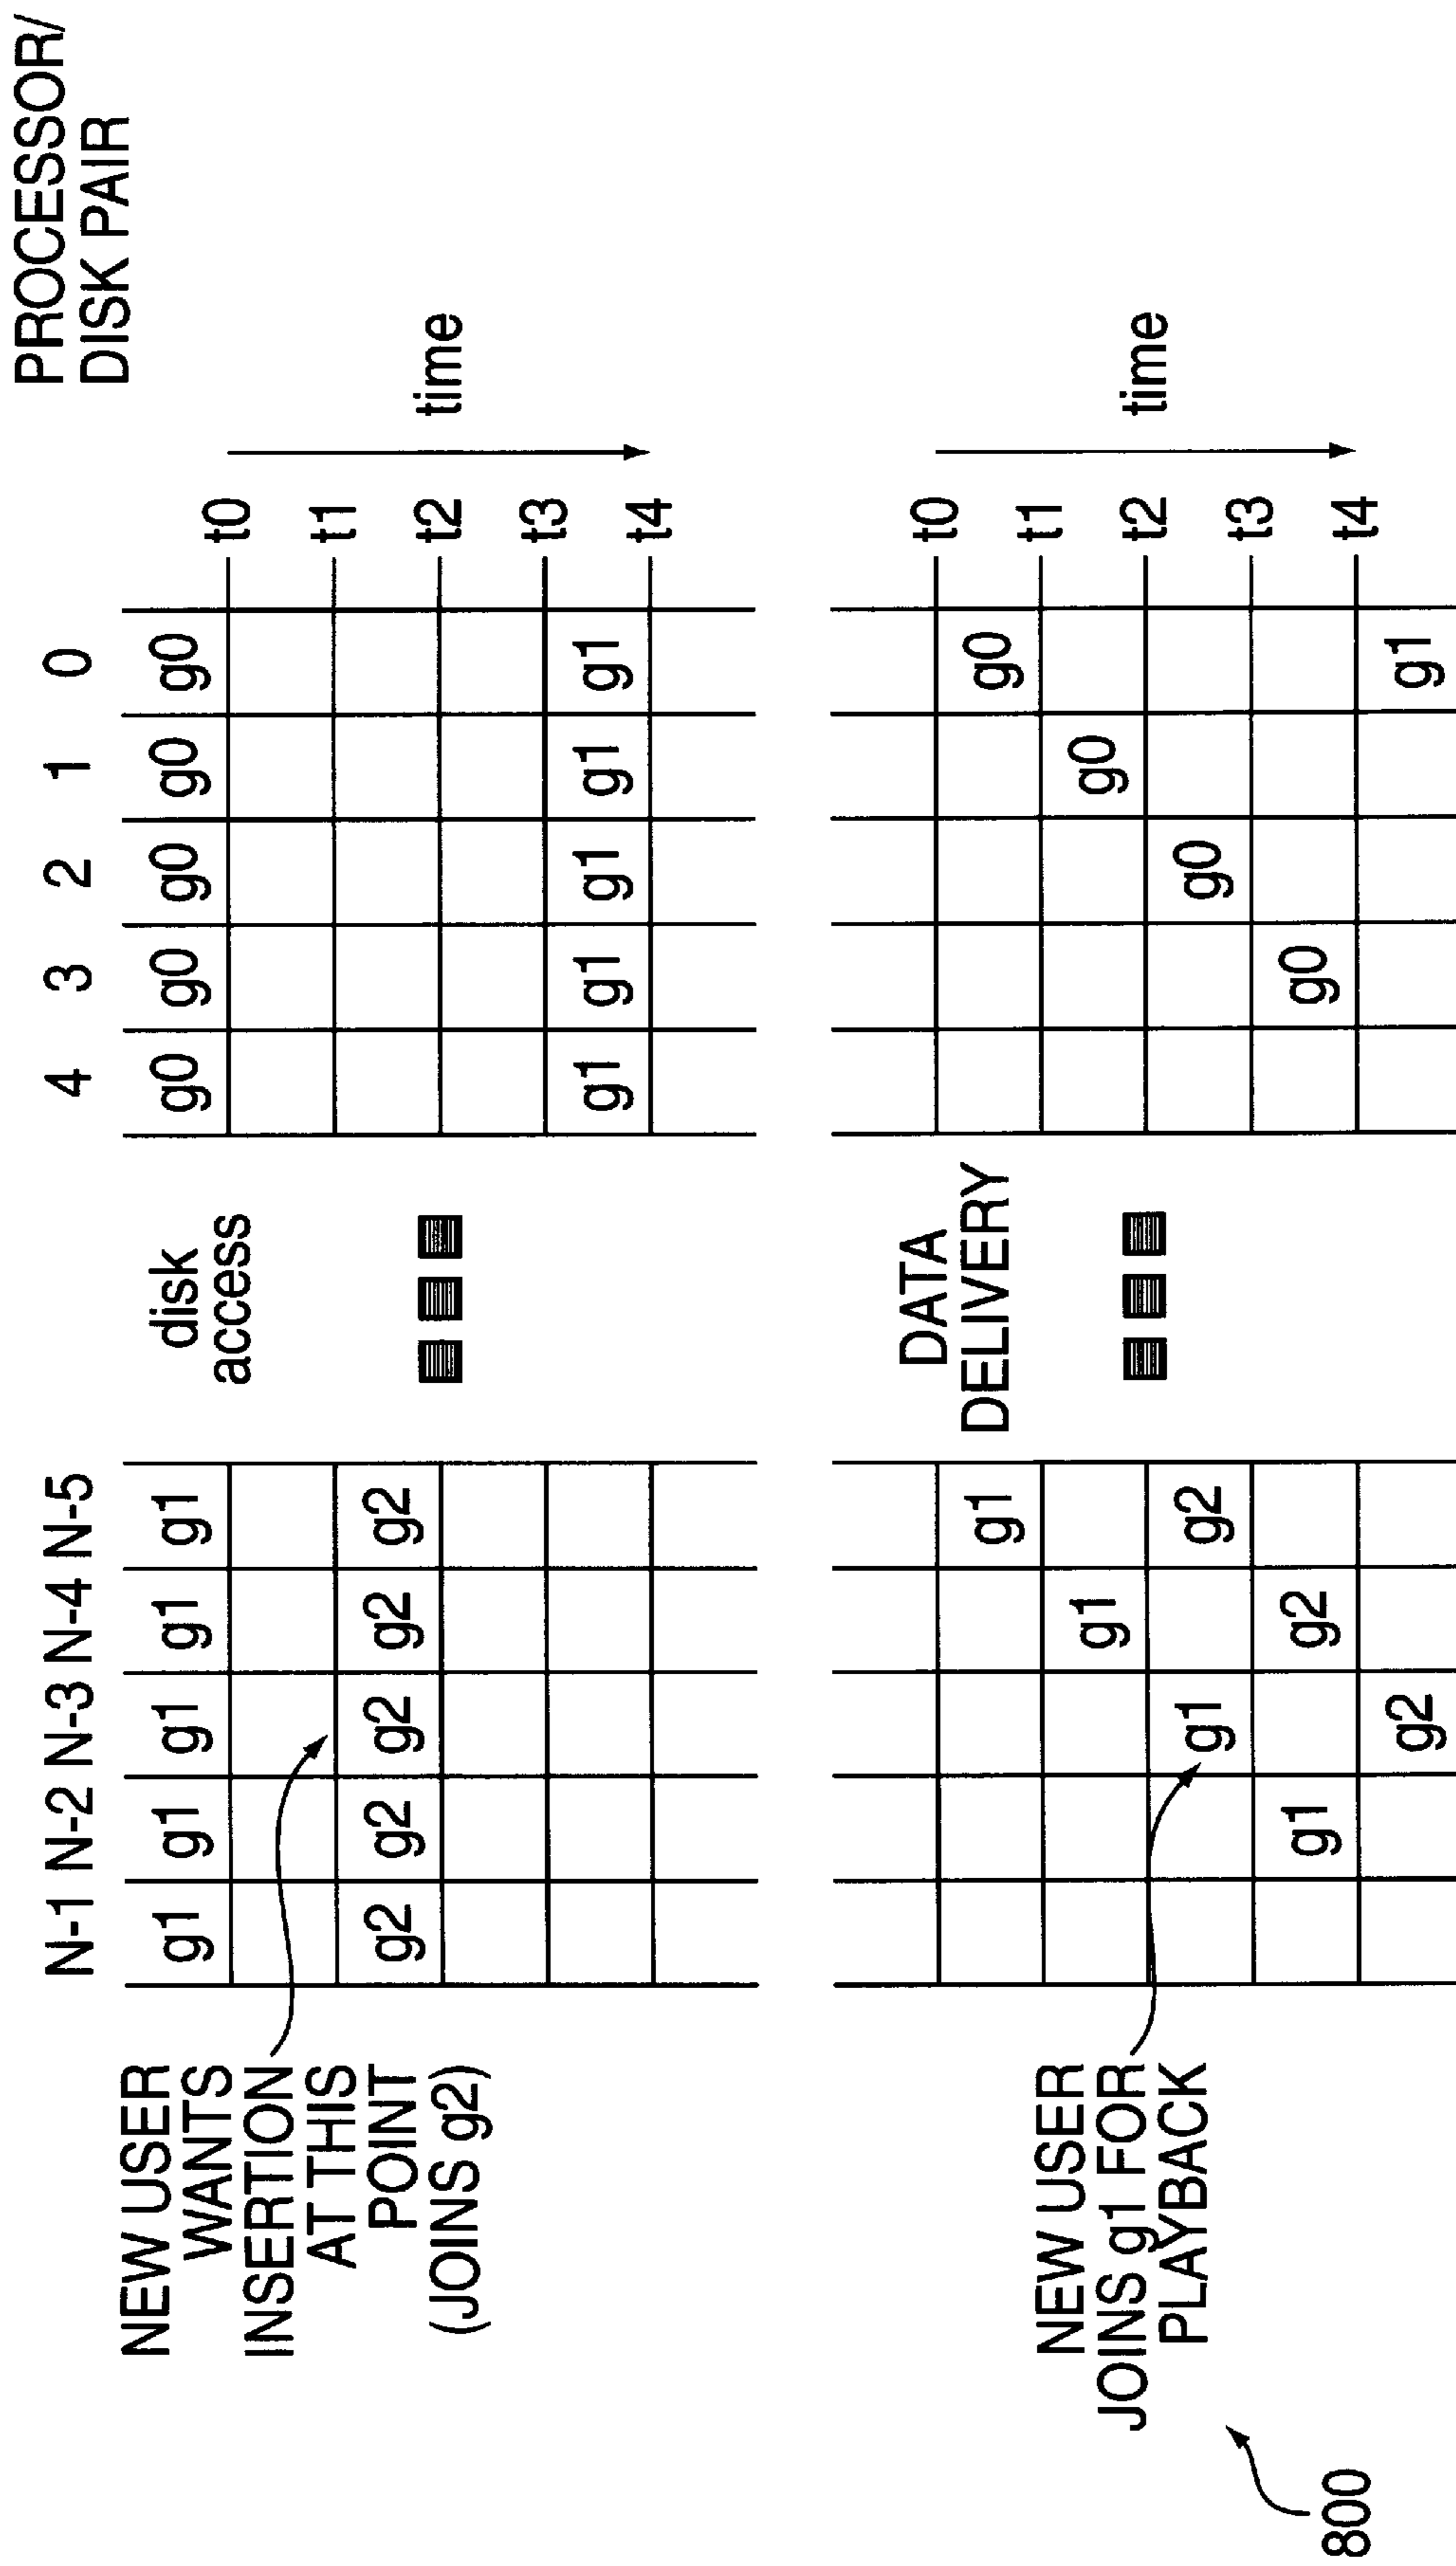 PROCESSOR/
DISK PAIR
N-1 N-2 N-3 N-4 N-5 4 3 2 1 0
NEW USER
WANTS
INSERTION
AT THIS
POINT
(JOINS g2)
g1 g1 g1 g1 g1
g2 g2 g2 g2 g2
disk
access
g0 g0 g0 g0 g0
g1 g1 g1 g1 g1
t0
t1
t2
t3
t4
time
NEW USER
JOINS g1 FOR
PLAYBACK
g1
g1
g1 g2
g1 g2
g2
DATA
DELIVERY
g0
g0
g0
g0
g1
t0
t1
t2
t3
t4
time
800